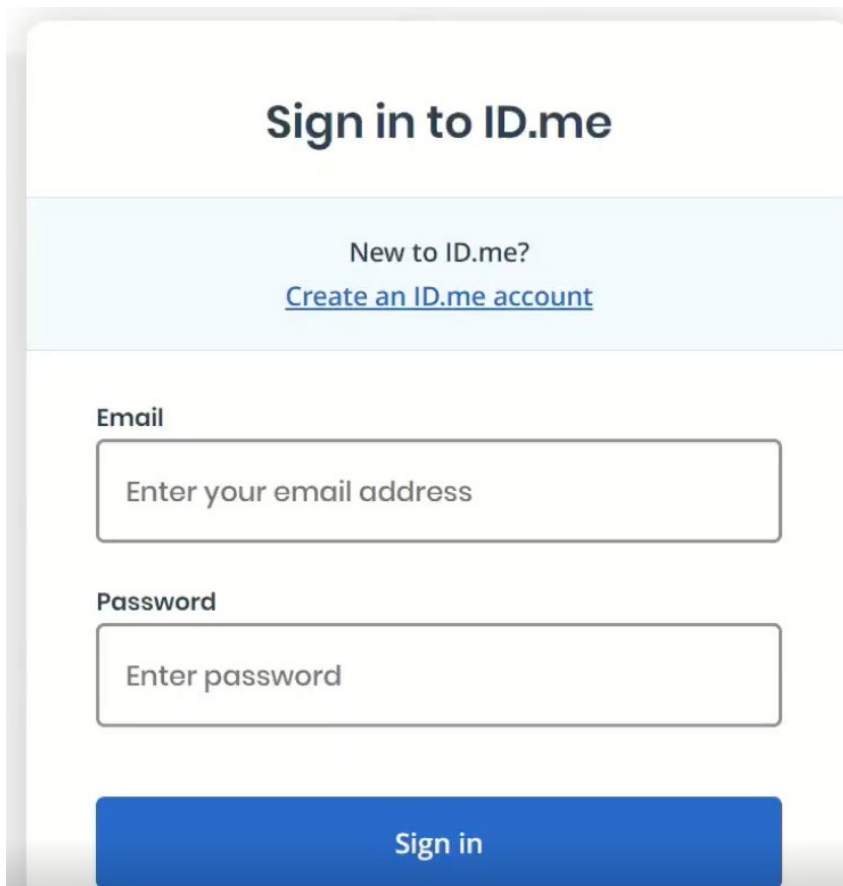 Sign in to ID.me
New to ID.me?
Create an ID.me account
Email
Enter your email address
Password
Enter password
Sign in